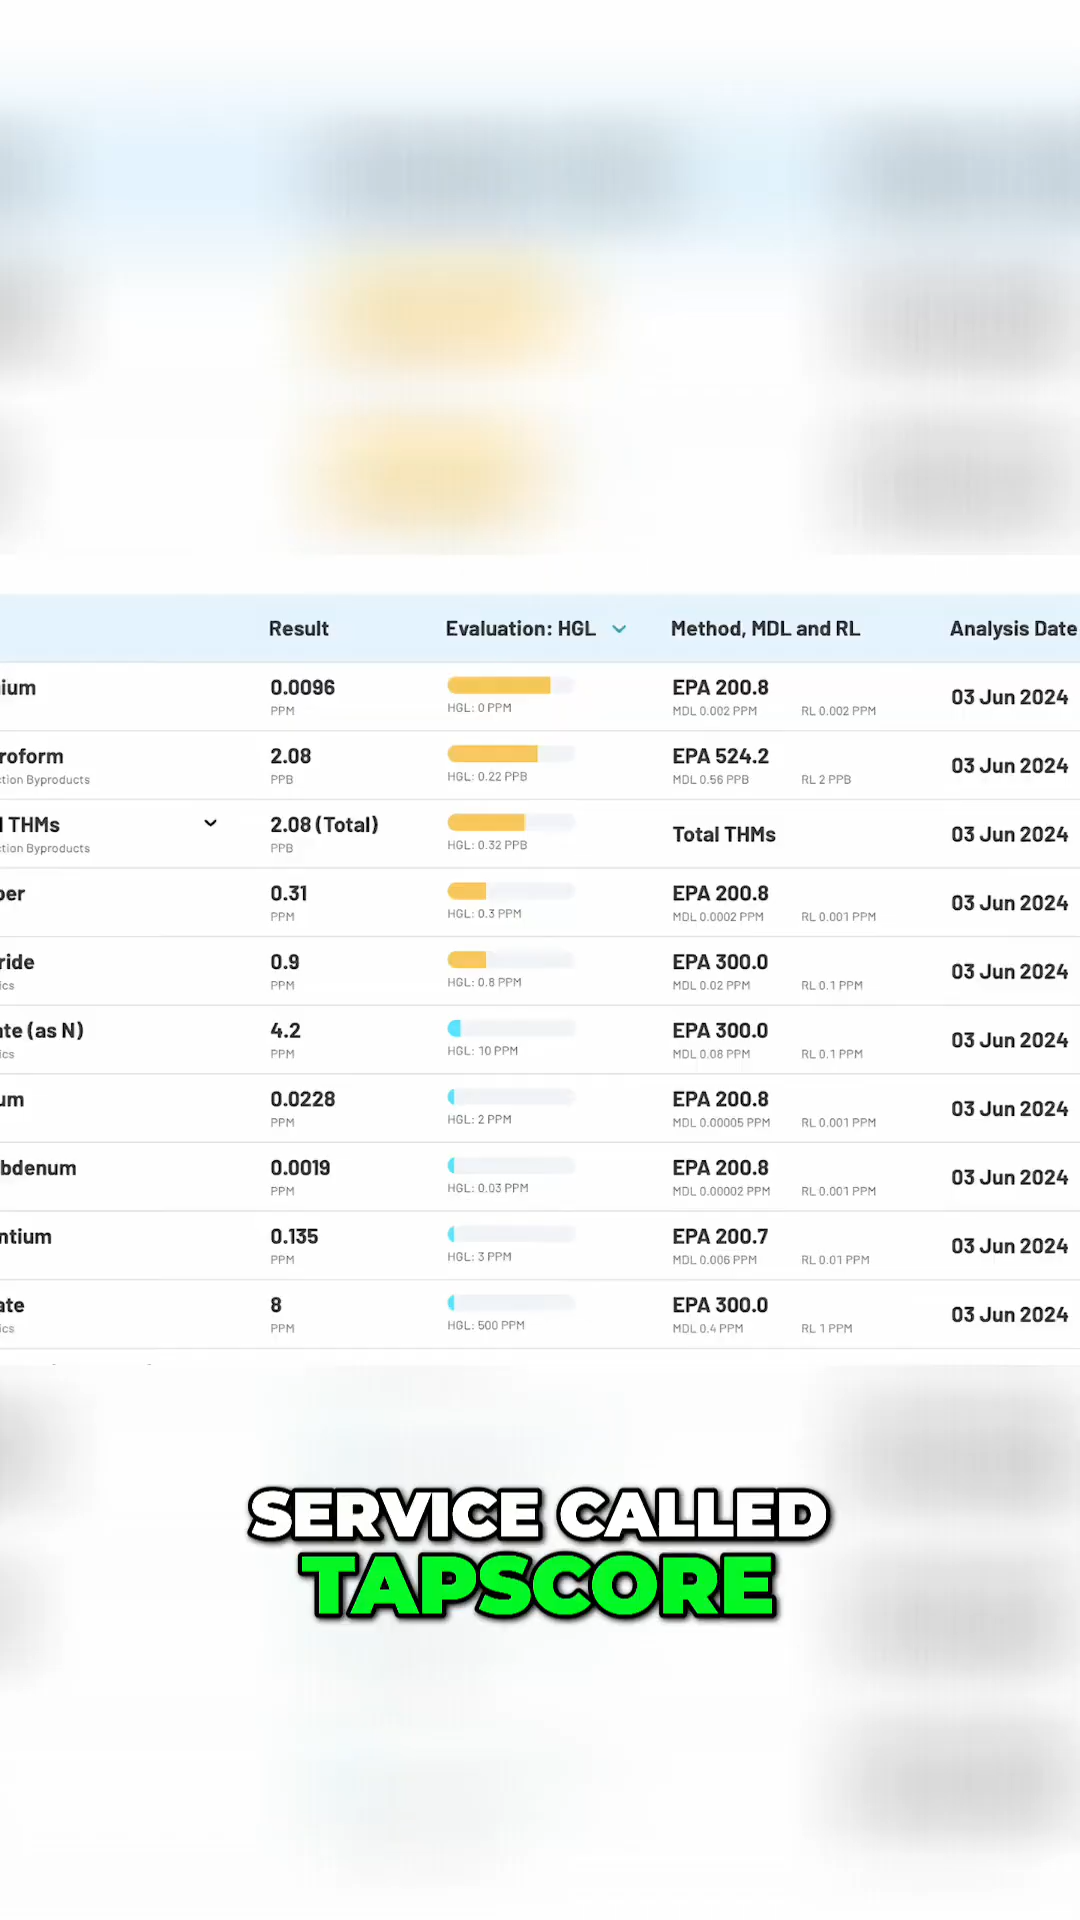 Result Evaluation: HGL Method, MDL and RL Analysis Date
ium 0.0096 EPA 200.8 03 Jun 2024
PPM HGL: 0 PPM MDL 0.002 PPM RL 0.002 PPM
roform 2.08 EPA 524.2 03 Jun 2024
ction Byproducts PPB HGL: 0.22 PPB MDL 0.56 PPB RL 2 PPB
l THMs 2.08 (Total) Total THMs 03 Jun 2024
ction Byproducts PPB HGL: 0.32 PPB
per 0.31 EPA 200.8 03 Jun 2024
PPM HGL: 0.3 PPM MDL 0.0002 PPM RL 0.001 PPM
ride 0.9 EPA 300.0 03 Jun 2024
ics PPM HGL: 0.8 PPM MDL 0.02 PPM RL 0.1 PPM
ate (as N) 4.2 EPA 300.0 03 Jun 2024
ics PPM HGL: 10 PPM MDL 0.08 PPM RL 0.1 PPM
um 0.0228 EPA 200.8 03 Jun 2024
PPM HGL: 2 PPM MDL 0.00005 PPM RL 0.001 PPM
bdenum 0.0019 EPA 200.8 03 Jun 2024
PPM HGL: 0.03 PPM MDL 0.00002 PPM RL 0.001 PPM
ntium 0.135 EPA 200.7 03 Jun 2024
PPM HGL: 3 PPM MDL 0.006 PPM RL 0.01 PPM
ate 8 EPA 300.0 03 Jun 2024
ics PPM HGL: 500 PPM MDL 0.4 PPM RL 1 PPM
SERVICE CALLED
TAPSCORE